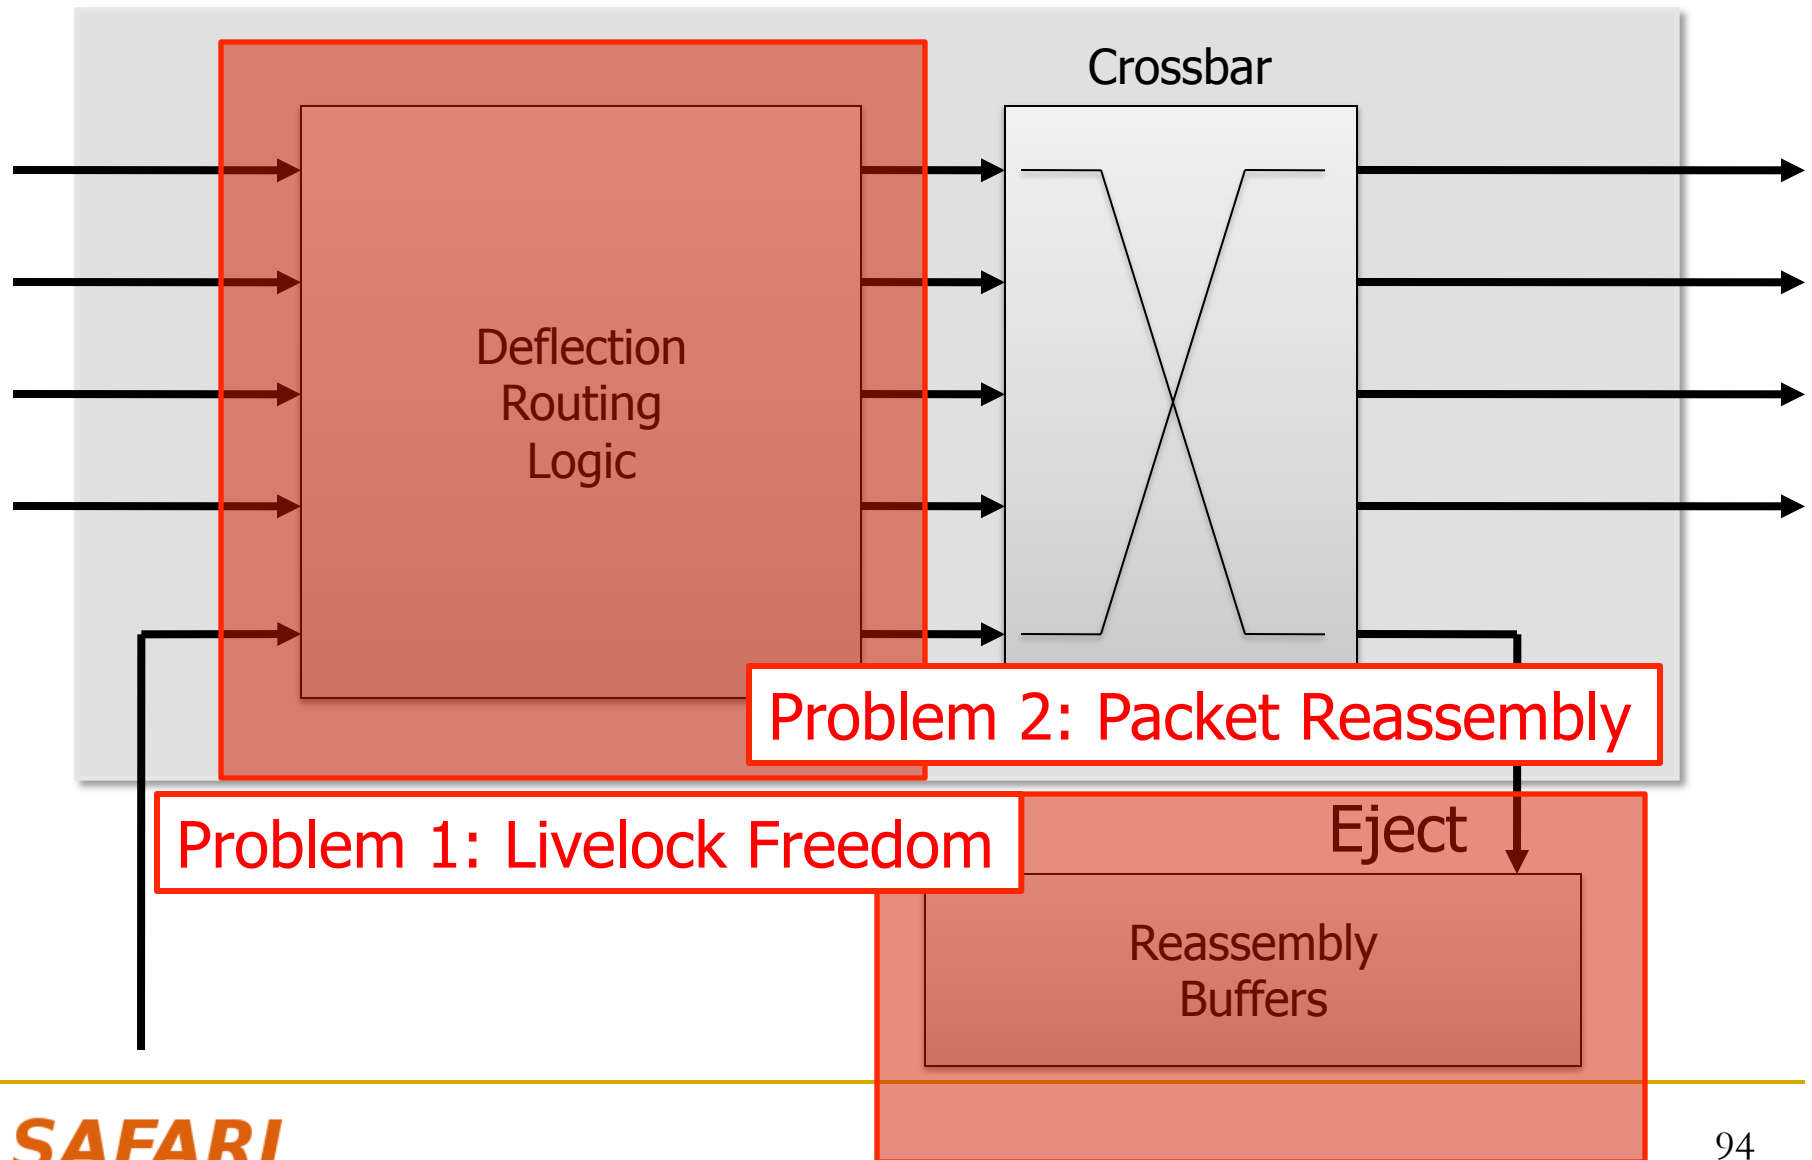 Crossbar
Deflection
Routing
Logic
Problem 2: Packet Reassembly
Problem 1: Livelock Freedom
Eject
Reassembly
Buffers
SAFARI
94